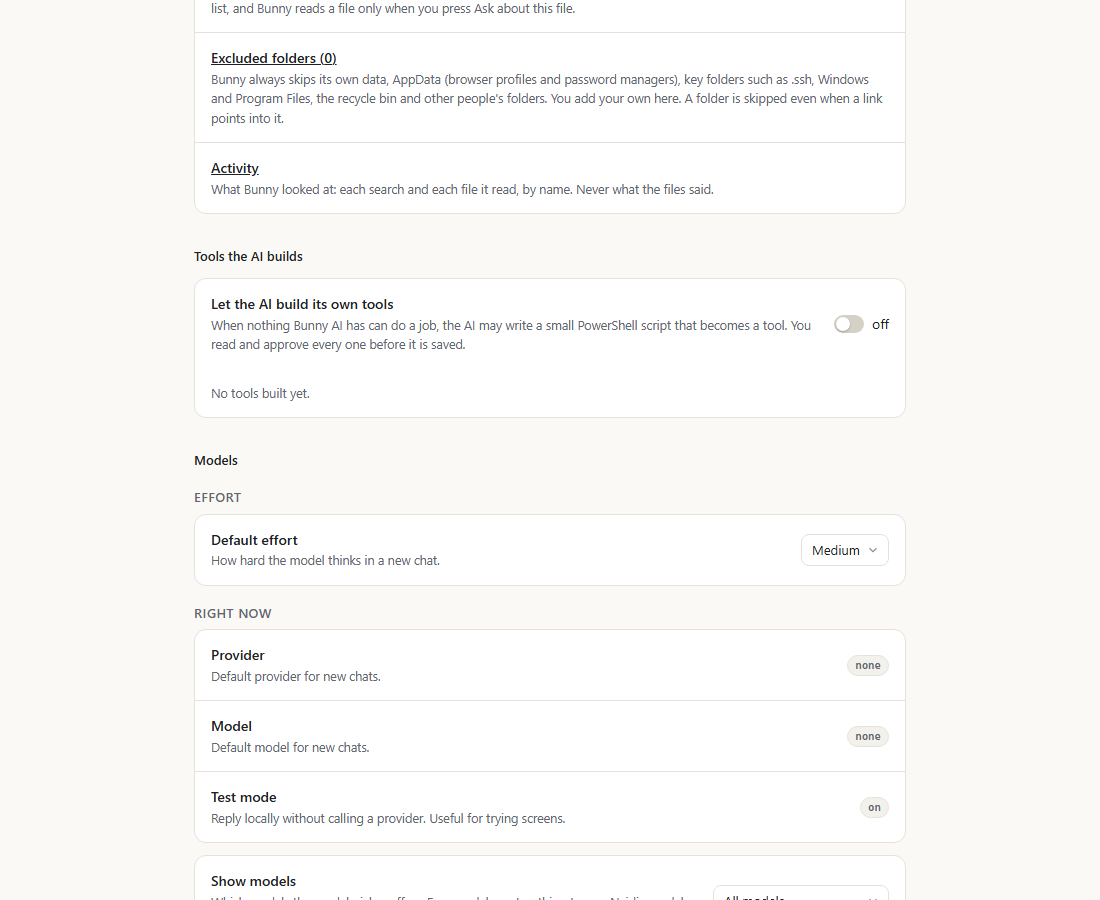 list, and Bunny reads a file only when you press Ask about this file.
Excluded folders (0)
Bunny always skips its own data, AppData (browser profiles and password managers), key folders such as .ssh, Windows
and Program Files, the recycle bin and other people's folders. You add your own here. A folder is skipped even when a link
points into it.
Activity
What Bunny looked at: each search and each file it read, by name. Never what the files said.
Tools the AI builds
Let the AI build its own tools
When nothing Bunny AI has can do a job, the AI may write a small PowerShell script that becomes a tool. You
read and approve every one before it is saved.
off
No tools built yet.
Models
EFFORT
Default effort
How hard the model thinks in a new chat.
Medium
RIGHT NOW
Provider
Default provider for new chats.
none
Model
Default model for new chats.
none
Test mode
Reply locally without calling a provider. Useful for trying screens.
on
Show models
All models